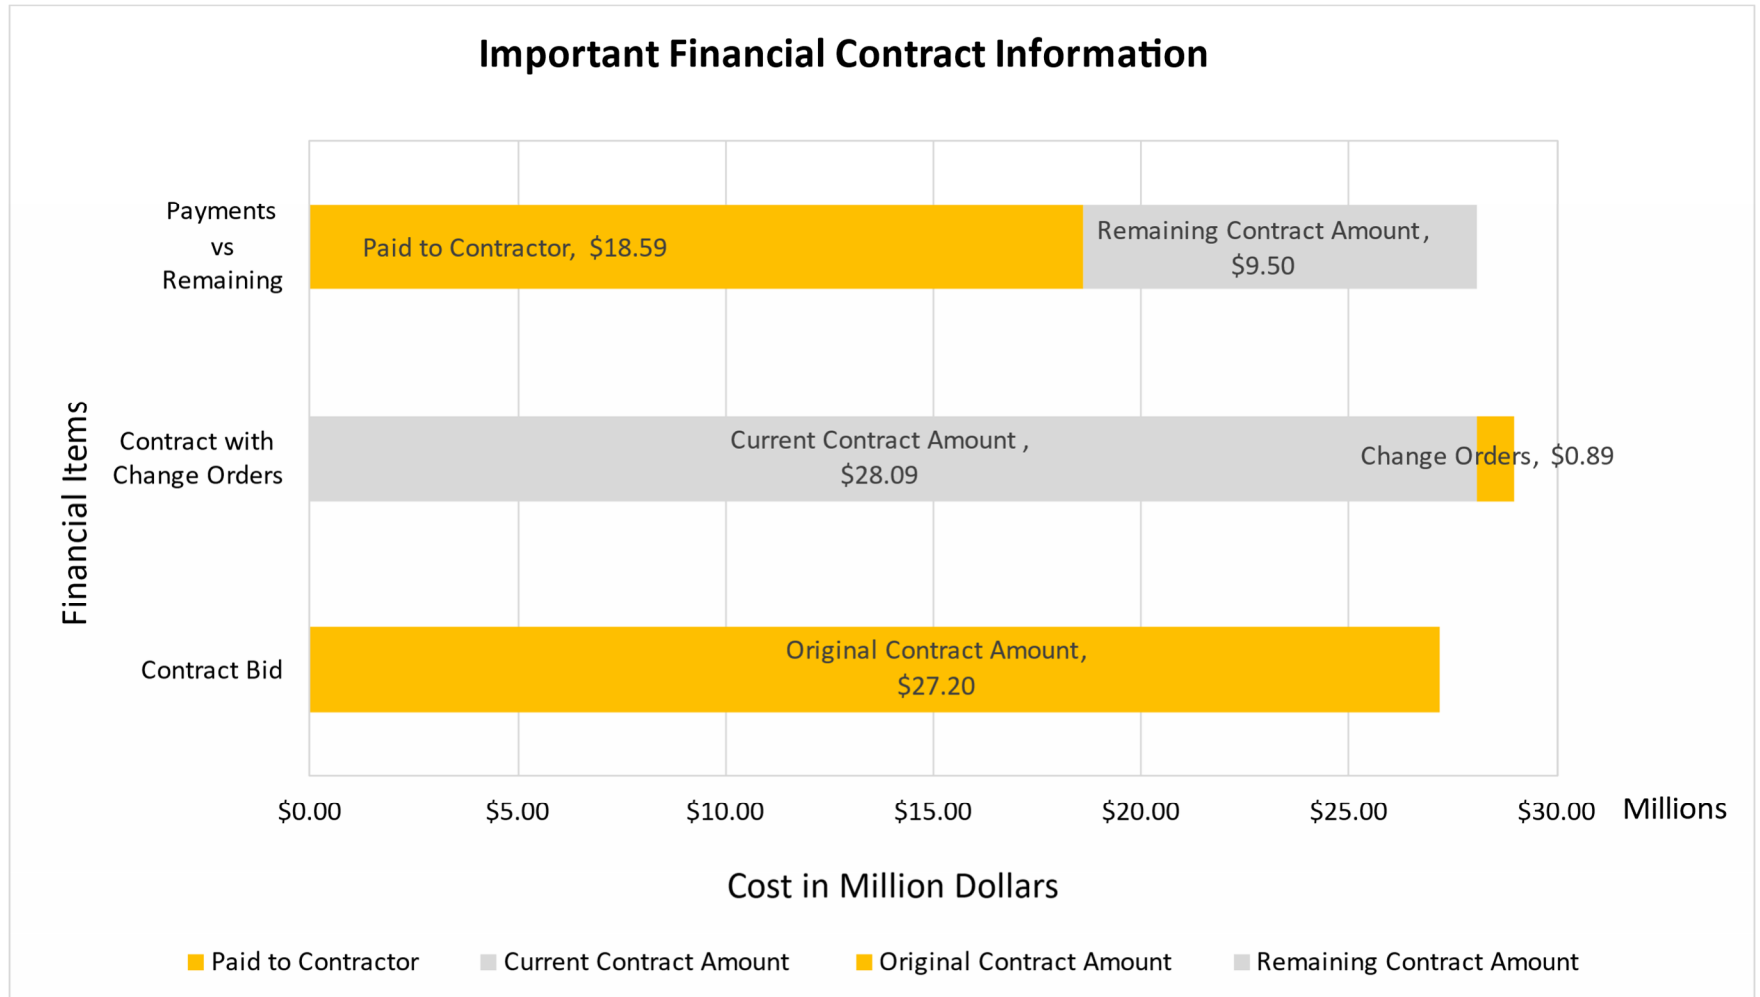 Important Financial Contract Information
Payments
vs
Remaining
Paid to Contractor, $18.59
Remaining Contract Amount ,
$9.50
Financial Items
Contract with
Change Orders
Current Contract Amount ,
$28.09
Change Orders, $0.89
Contract Bid
Original Contract Amount,
$27.20
$0.00 $5.00 $10.00 $15.00 $20.00 $25.00 $30.00 Millions
Cost in Million Dollars
Paid to Contractor Current Contract Amount Original Contract Amount Remaining Contract Amount